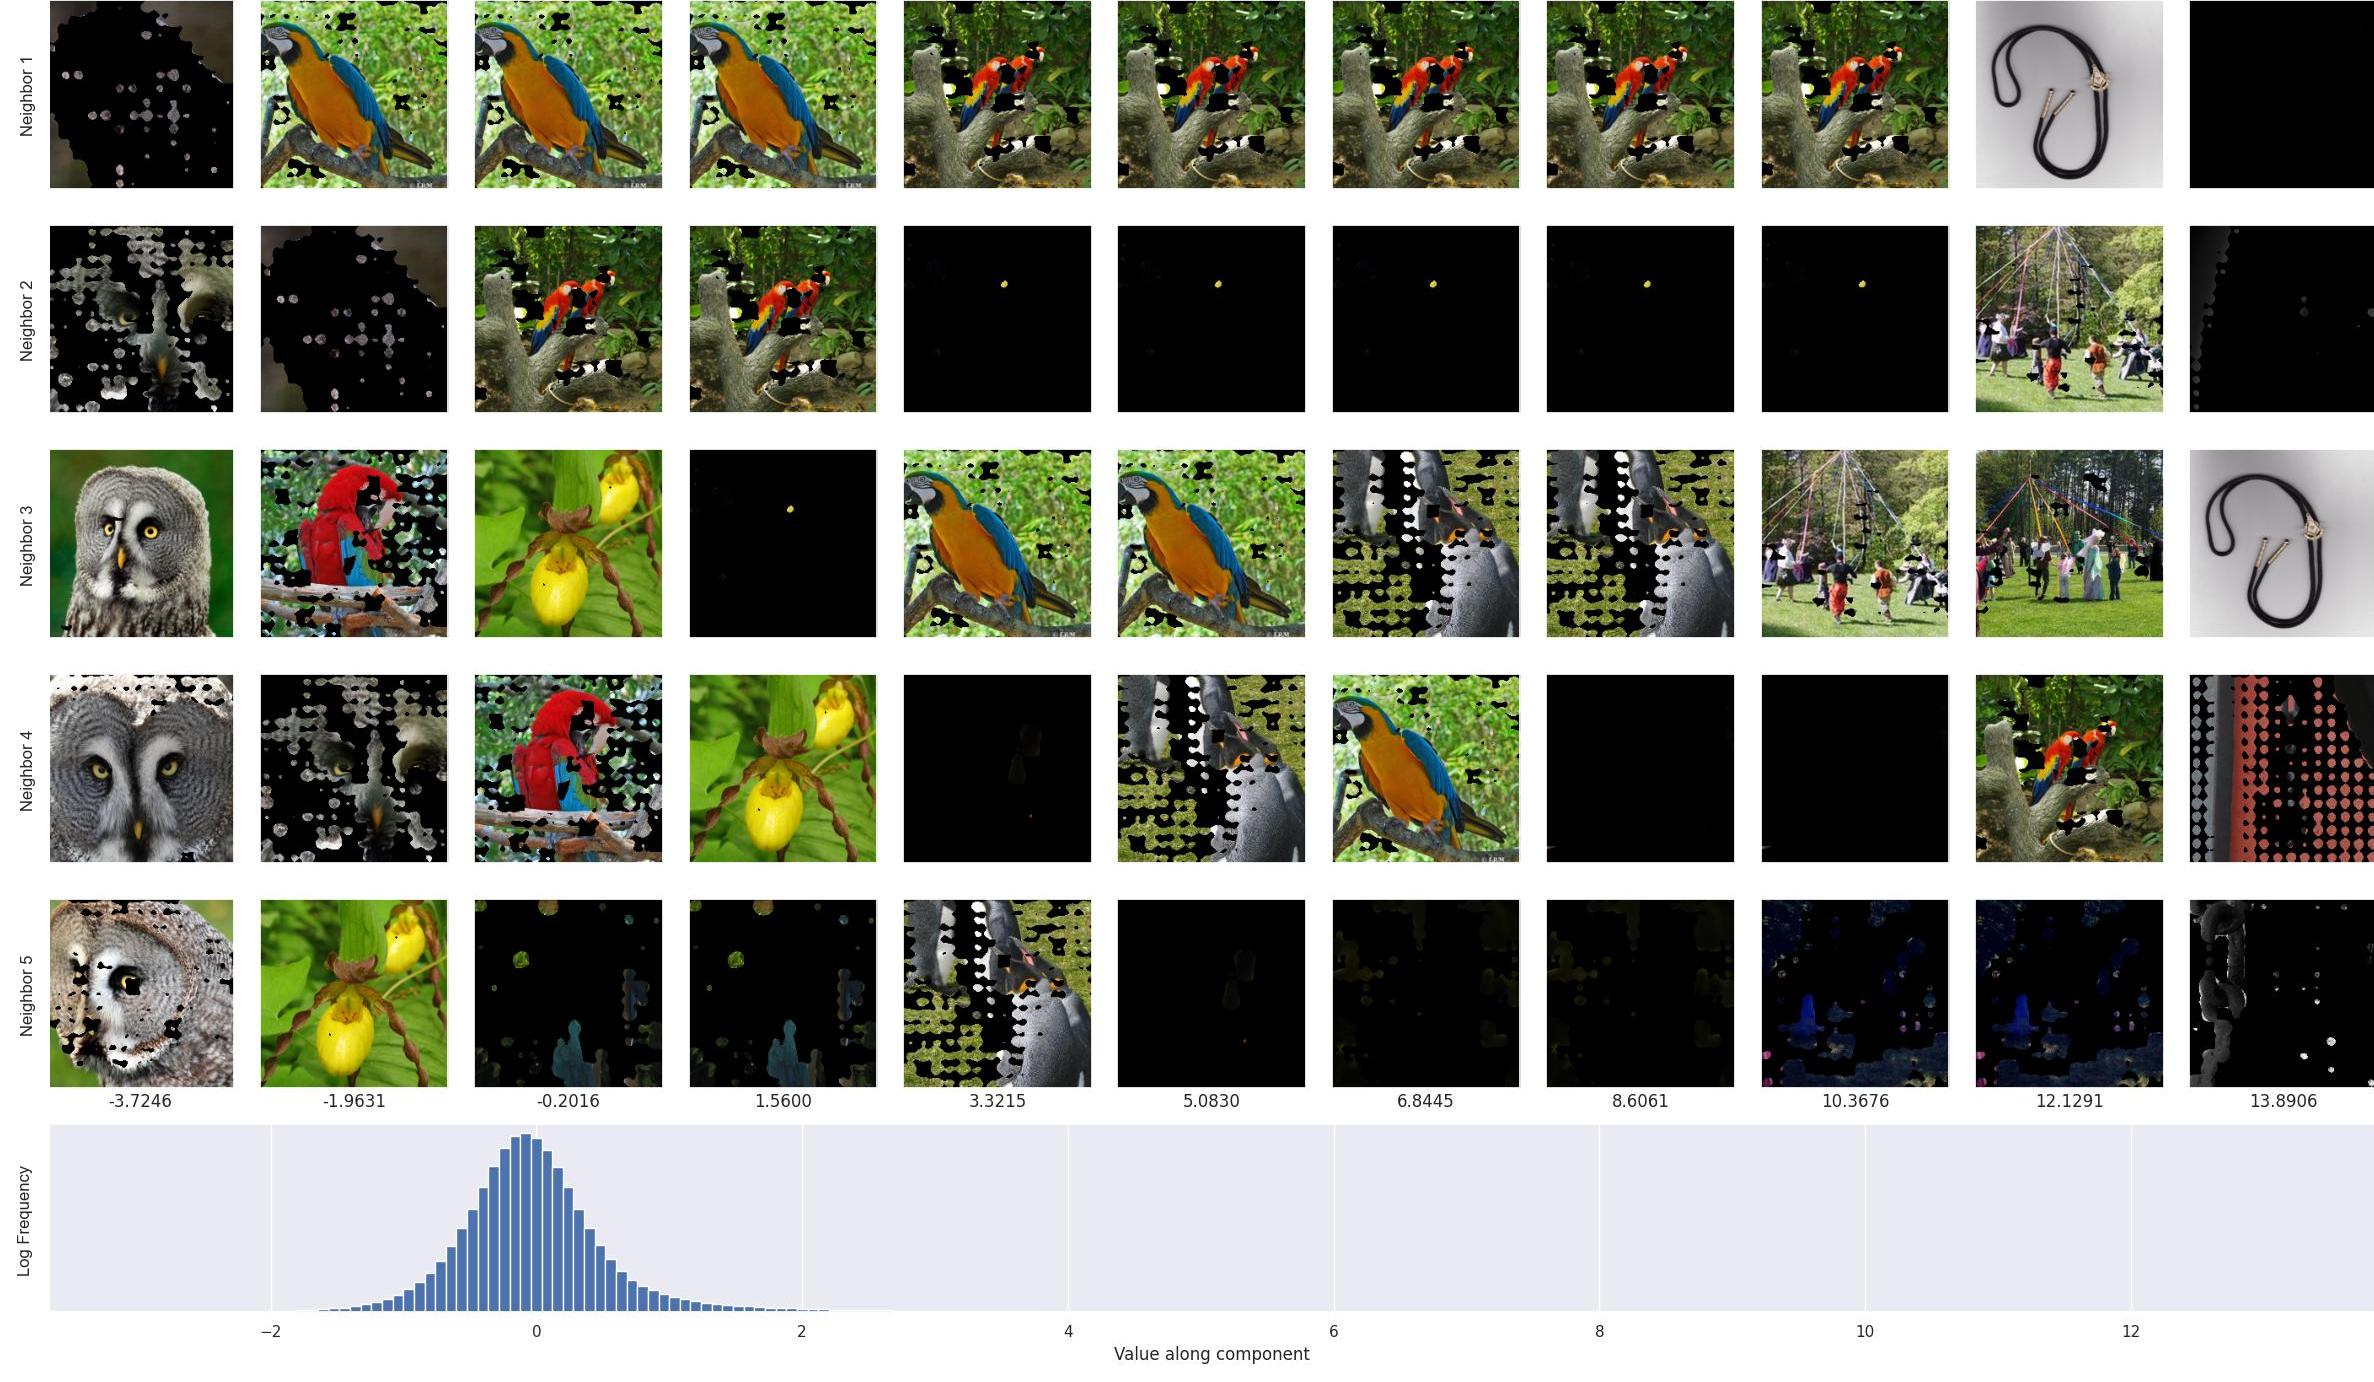 Neighbor 1
Neighbor 2
Neighbor 3
Neighbor 4
Neighbor 5
-3.7246 -1.9631 -0.2016 1.5600 3.3215 5.0830 6.8445 8.6061 10.3676 12.1291 13.8906
Log Frequency
−2 0 2 4 6 8 10 12
Value along component